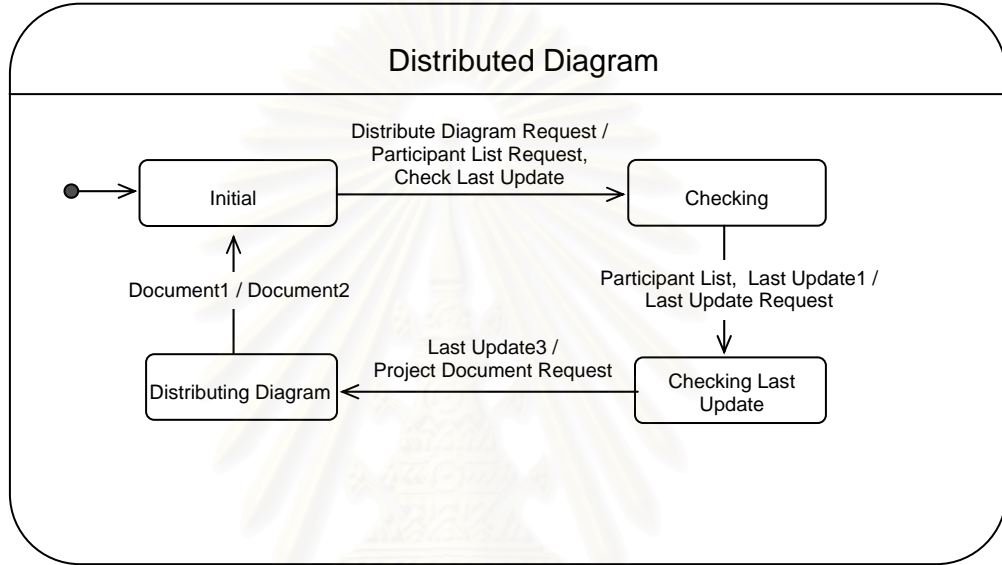 Distributed Diagram
Distribute Diagram Request /
Participant List Request,
Check Last Update
Initial
Checking
Participant List,  Last Update1 /
Last Update Request
Document1 / Document2
Last Update3 /
Project Document Request
Distributing Diagram
Checking Last
Update